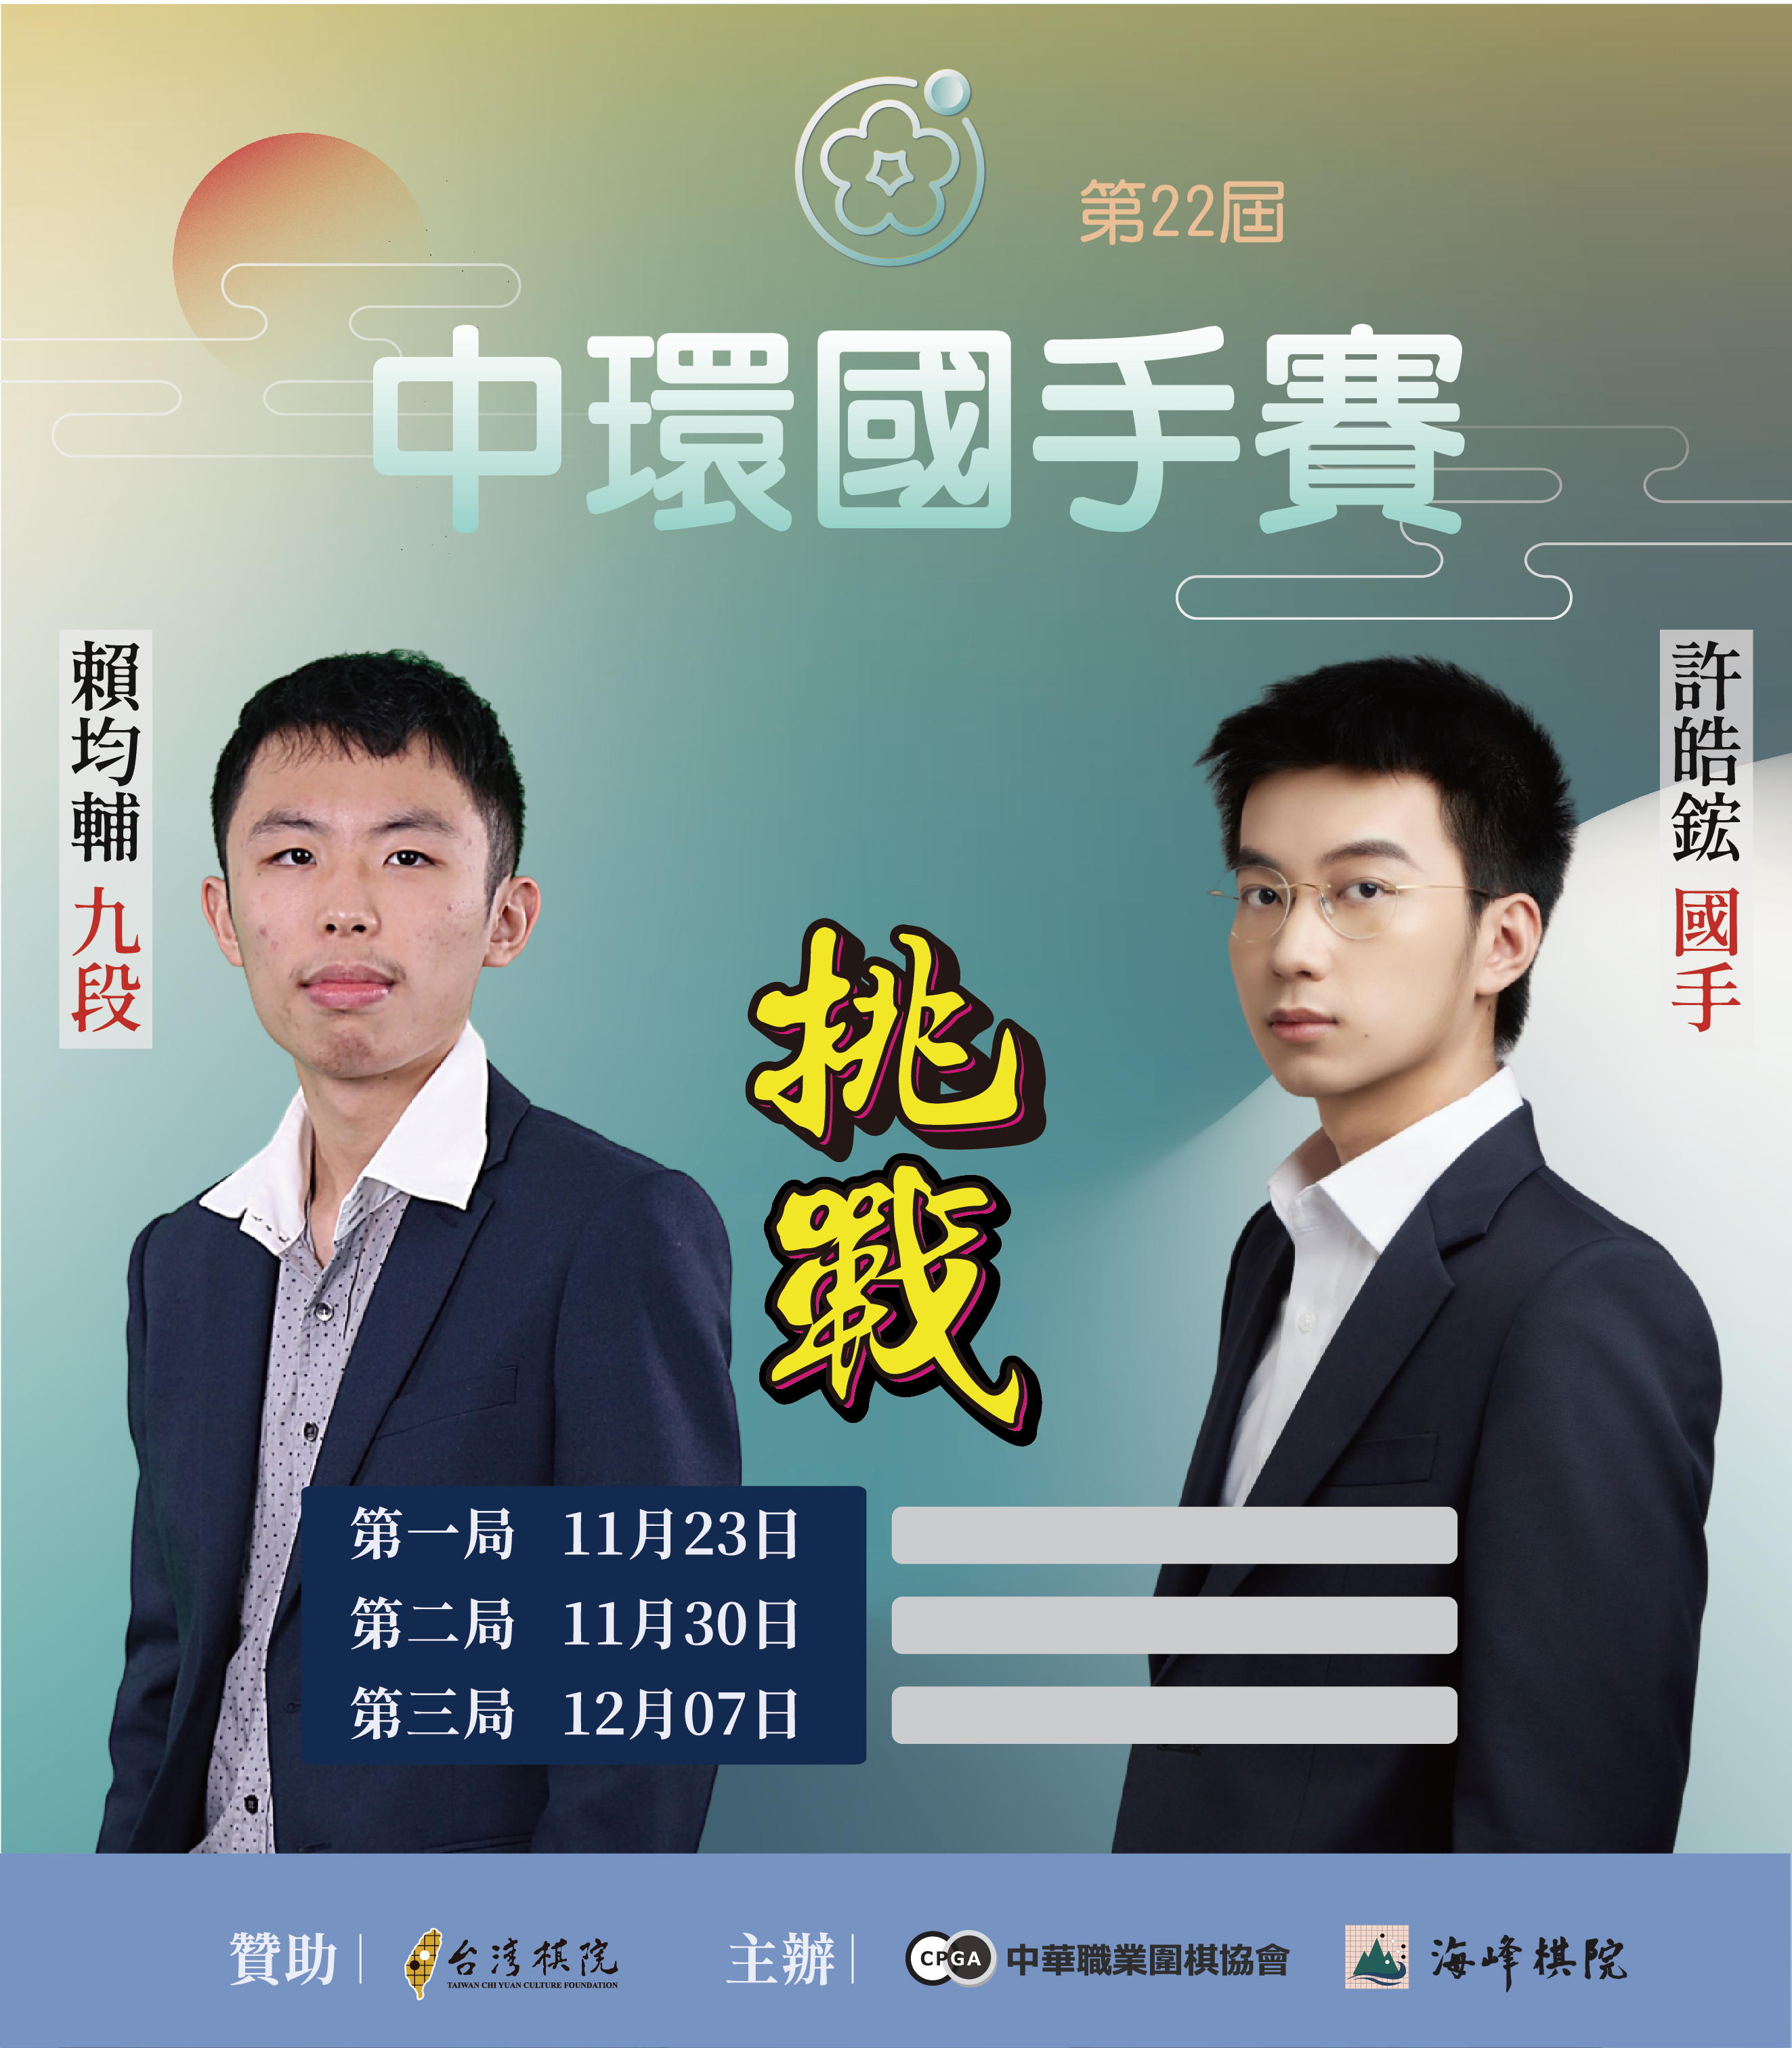 第22屆
中環國手賽
賴均輔 九段
許皓鋐 國手
挑戰
第一局 11月23日
第二局 11月30日
第三局 12月07日
贊助
台湾棋院
TAIWAN CHI YUAN CULTURE FOUNDATION
主辦
CPGA 中華職業圍棋協會
海峰棋院